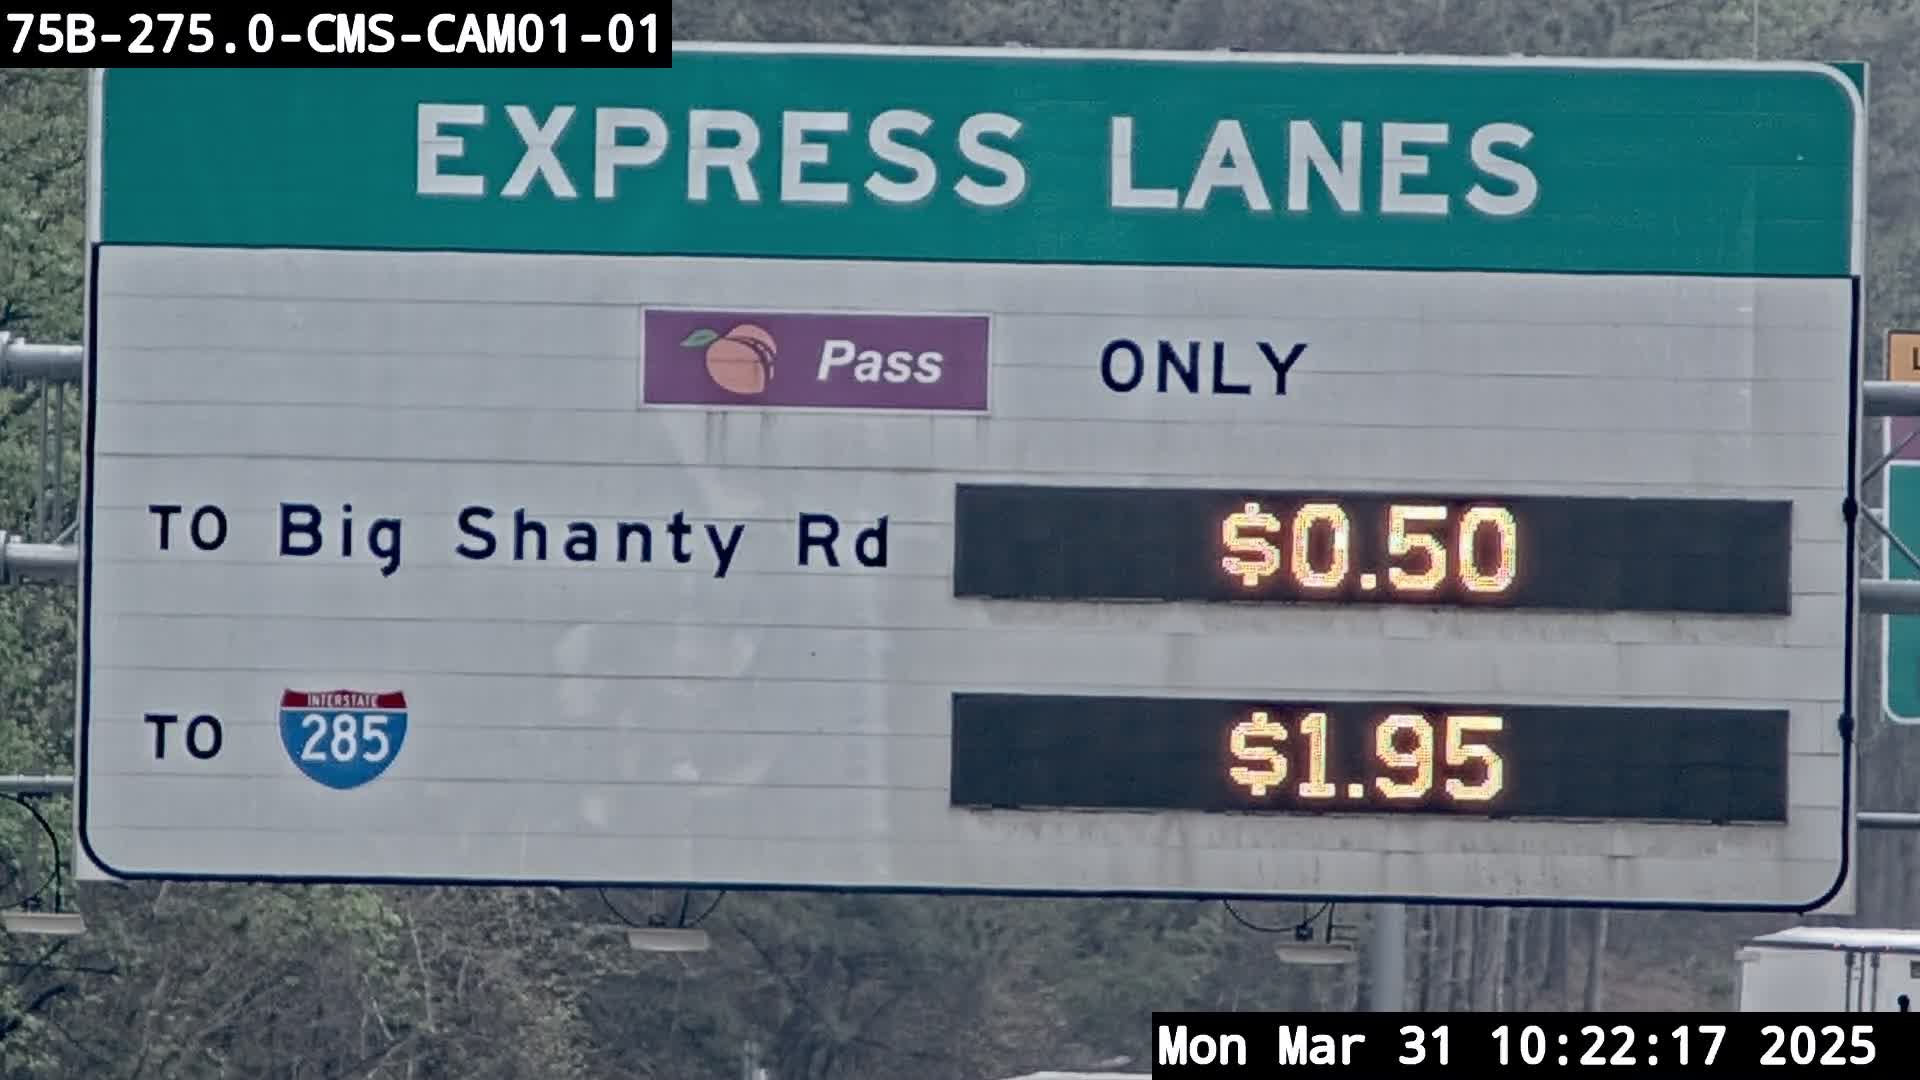 75B-275.0-CMS-CAM01-01
EXPRESS LANES
Pass ONLY
TO Big Shanty Rd $0.50
TO INTERSTATE 285 $1.95
Mon Mar 31 10:22:17 2025